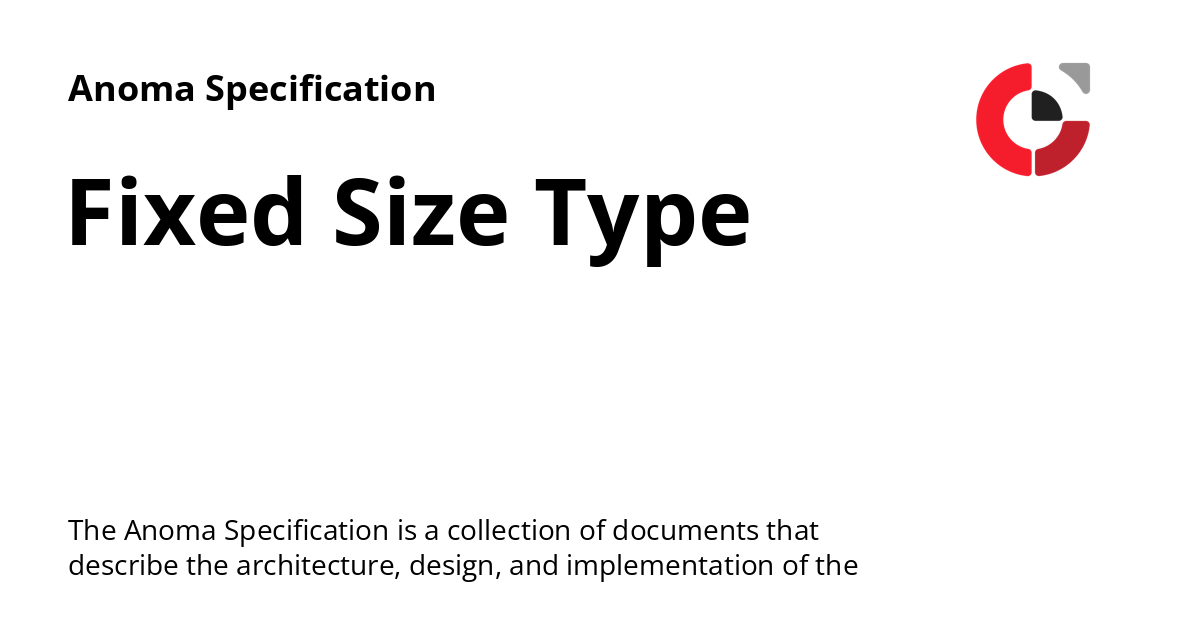 Anoma Specification
Fixed Size Type
The Anoma Specification is a collection of documents that
describe the architecture, design, and implementation of the